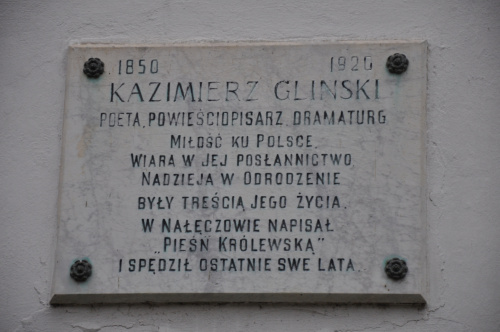 1850 1920
KAZIMIERZ GLIŃSKI
POETA, POWIEŚCIOPISARZ, DRAMATURG
MIŁOŚĆ KU POLSCE,
WIARA W JEJ POSŁANNICTWO
NADZIEJA W ODRODZENIE
BYŁY TREŚCIĄ JEGO ŻYCIA.
W NAŁĘCZOWIE NAPISAŁ
„PIEŚŃ KRÓLEWSKĄ"
I SPĘDZIŁ OSTATNIE SWE LATA.